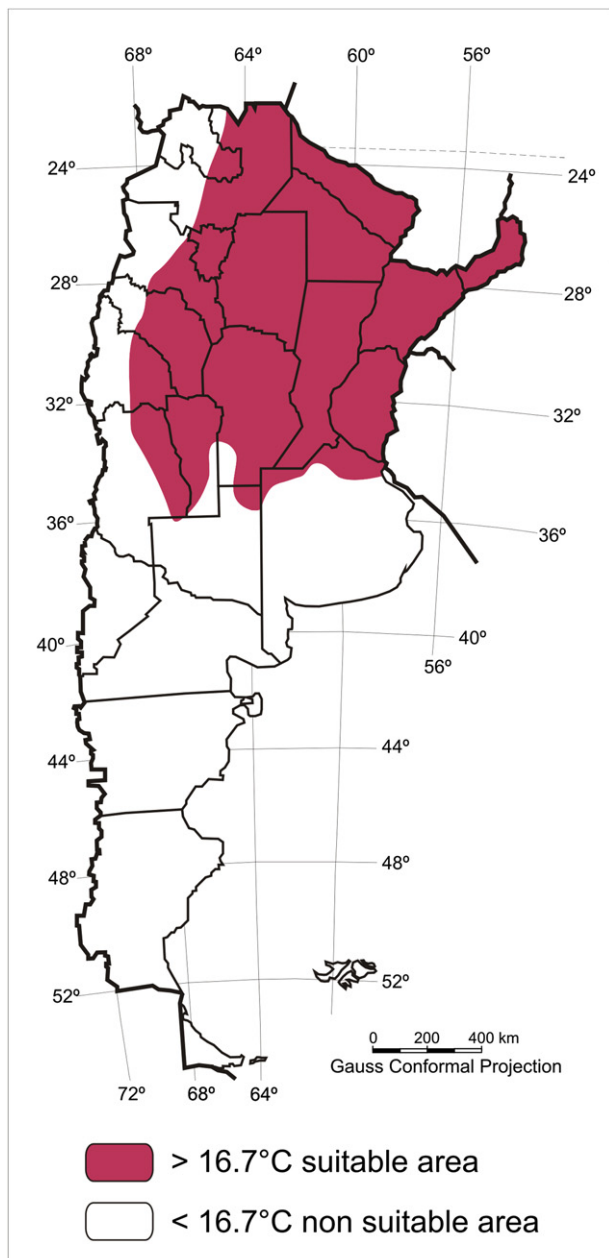 68º 64º 60º 56º
24º 24º
28º 28º
32º 32º
36º 36º
40º 40º
56º
44º 44º
48º 48º
52º 52º
0 200 400 km
Gauss Conformal Projection
72º 68º 64º
> 16.7°C suitable area
< 16.7°C non suitable area